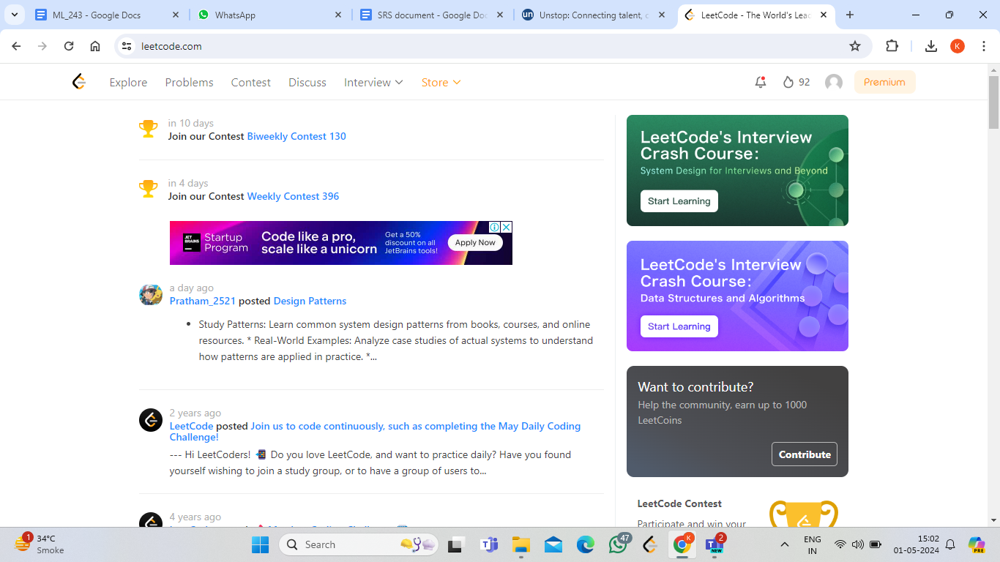 ML_243 - Google Docs
WhatsApp
SRS document - Google Doc
un
Unstop: Connecting talent,
LeetCode - The World's Lead
leetcode.com
K
Explore
Problems
Contest
Discuss
Interview
Store
92
Premium
in 10 days
Join our Contest Biweekly Contest 130
in 4 days
Join our Contest Weekly Contest 396
JET
BRAINS
Startup
Program
Code like a pro,
scale like a unicorn
Get a 50%
discount on all
JetBrains tools!
Apply Now
a day ago
Pratham_2521 posted Design Patterns
• Study Patterns: Learn common system design patterns from books, courses, and online
resources. * Real-World Examples: Analyze case studies of actual systems to understand
how patterns are applied in practice. *...
2 years ago
LeetCode posted Join us to code continuously, such as completing the May Daily Coding
Challenge!
--- Hi LeetCoders! 📲 Do you love LeetCode, and want to practice daily? Have you found
yourself wishing to join a study group, or to have a group of users to...
4 years ago
LeetCode's Interview
Crash Course:
System Design for Interviews and Beyond
Start Learning
LeetCode's Interview
Crash Course:
Data Structures and Algorithms
Start Learning
Want to contribute?
Help the community, earn up to 1000
LeetCoins
Contribute
LeetCode Contest
Participate and win your
1
34°C
Smoke
Search
47
K
2
NEW
ENG
IN
15:02
01-05-2024
PRE